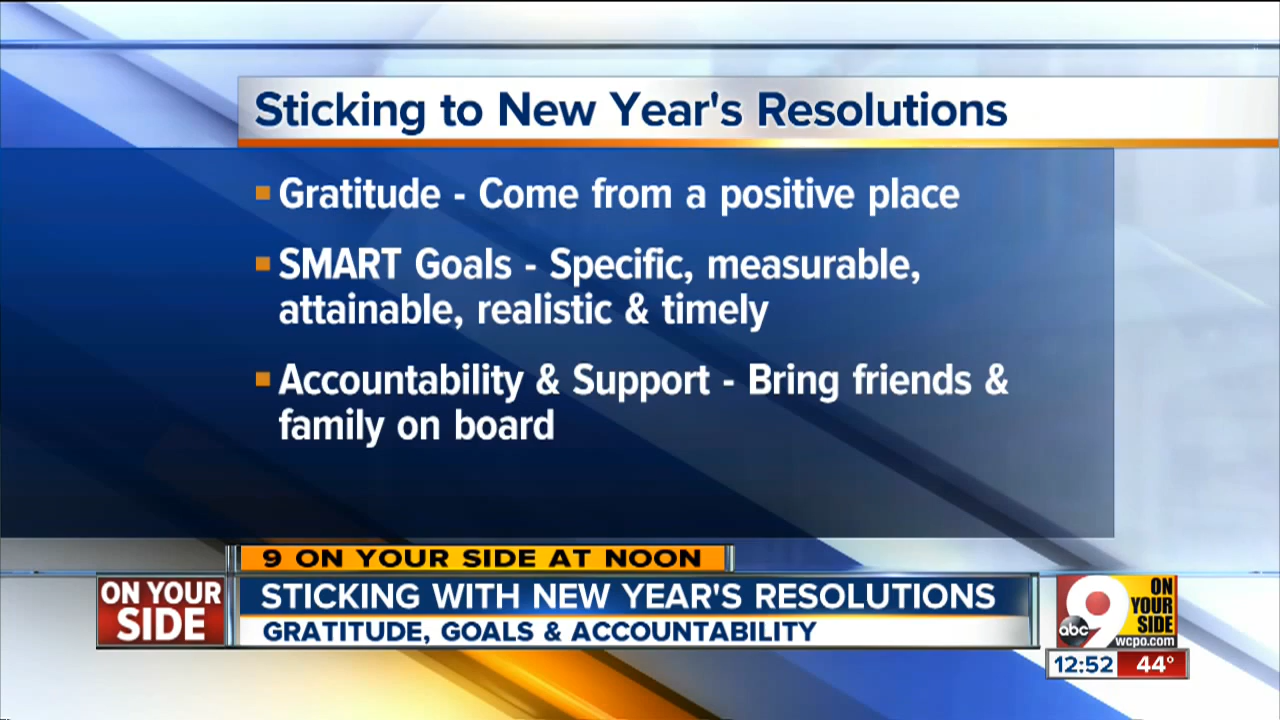 Sticking to New Year's Resolutions
Gratitude - Come from a positive place
SMART Goals - Specific, measurable,
attainable, realistic & timely
Accountability & Support - Bring friends &
family on board
9 ON YOUR SIDE AT NOON
ON YOUR
SIDE
STICKING WITH NEW YEAR'S RESOLUTIONS
GRATITUDE, GOALS & ACCOUNTABILITY
abc 9
ON
YOUR
SIDE
wcpo.com
12:52 44°